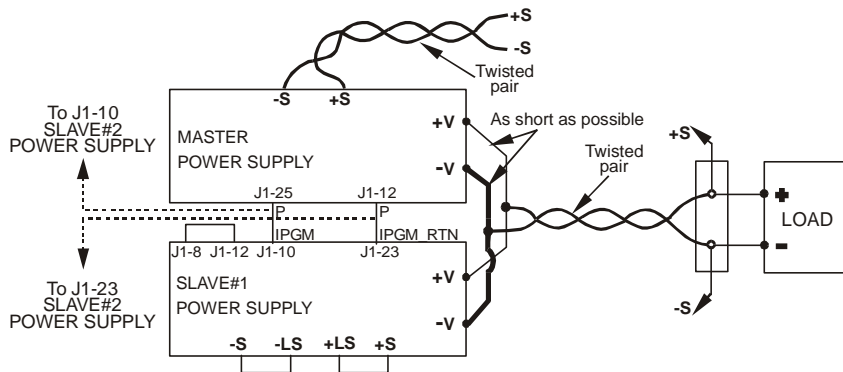 +S
-S
Twisted
pair
-S +S
To J1-10
SLAVE#2
POWER SUPPLY
MASTER
POWER SUPPLY
+V
-V
As short as possible
+S
Twisted
pair
+
LOAD
-
J1-25 J1-12
P P
IPGM IPGM_RTN
J1-8 J1-12 J1-10 J1-23
SLAVE#1
POWER SUPPLY
+V
-V
-S
To J1-23
SLAVE#2
POWER SUPPLY
-S -LS +LS +S